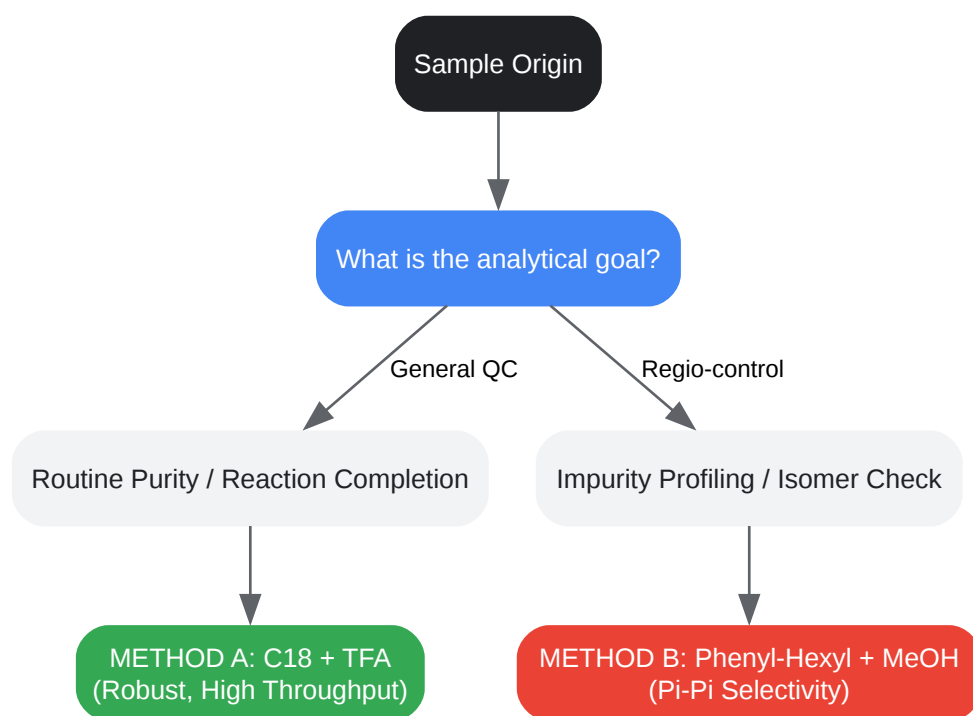 Sample Origin
What is the analytical goal?
General QC
Regio-control
Routine Purity / Reaction Completion
Impurity Profiling / Isomer Check
METHOD A: C18 + TFA
(Robust, High Throughput)
METHOD B: Phenyl-Hexyl + MeOH
(Pi-Pi Selectivity)